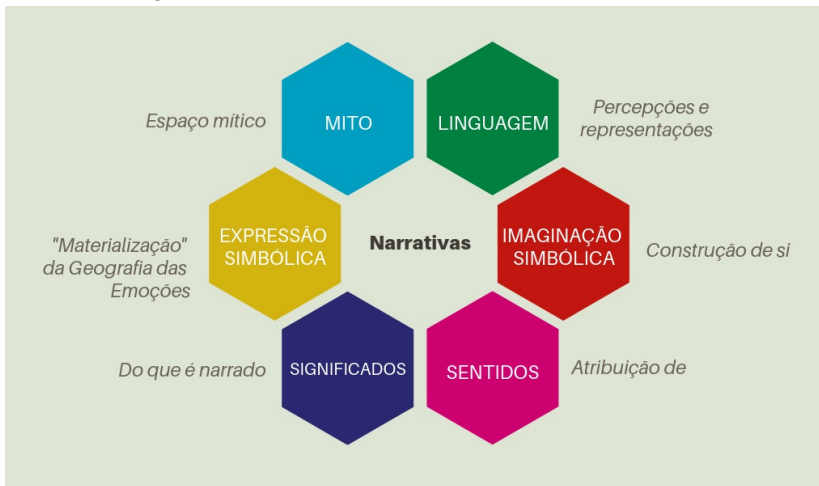 Espaço mítico
MITO
LINGUAGEM
Percepções e
representações
"Materialização"
da Geografia das
Emoções
EXPRESSÃO
SIMBÓLICA
Narrativas
IMAGINAÇÃO
SIMBÓLICA
Construção de si
Do que é narrado
SIGNIFICADOS
SENTIDOS
Atribuição de